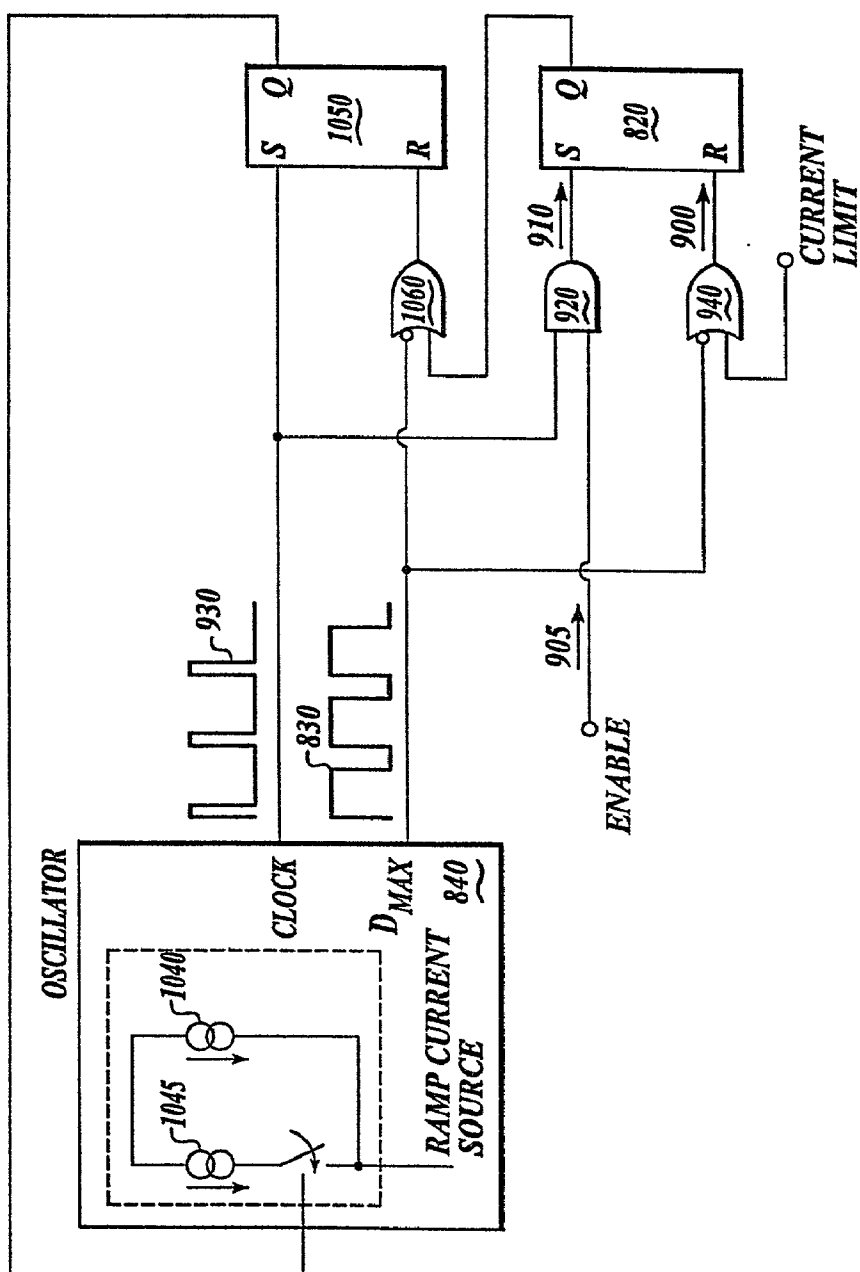 OSCILLATOR
1045
1040
RAMP CURRENT
SOURCE
CLOCK
DMAX
840
930
830
ENABLE
905
1060
S
Q
1050
R
910
920
S
Q
820
R
900
940
CURRENT
LIMIT